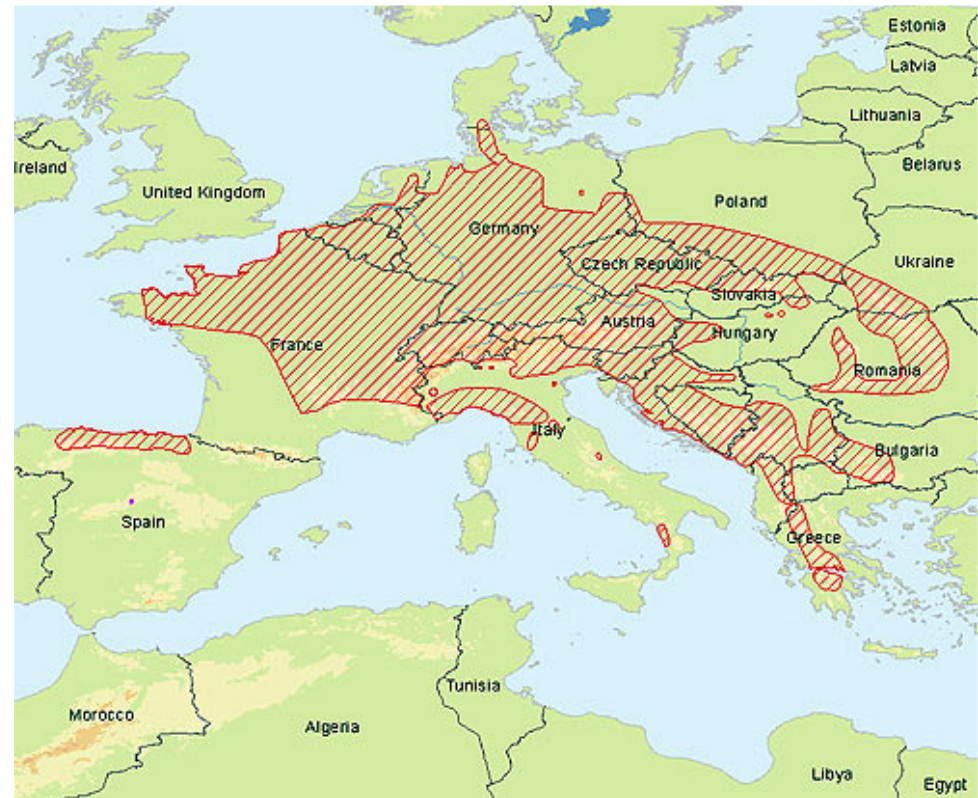 Estonia
Latvia
Lithuania
Ireland
Belarus
United Kingdom
Poland
Germany
Ukraine
Czech Republic
Slovakia
Austria
Hungary
France
Romania
Italy
Bulgaria
Spain
Greece
Tunisia
Morocco
Algeria
Libya
Egypt